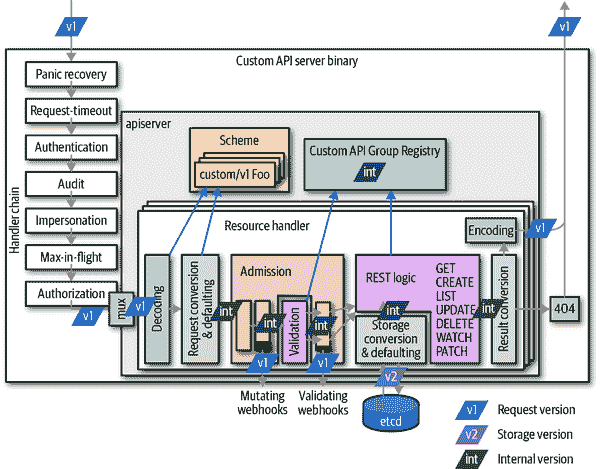 v1
v1
Custom API server binary
Handler chain
Panic recovery
Request-timeout
Authentication
Audit
Impersonation
Max-in-flight
Authorization
v1
mux
v1
apiserver
Scheme
custom/v1 Foo
Custom API Group Registry
int
Resource handler
Encoding
v1
Decoding
Request conversion
& defaulting
int
Admission
int
Validation
int
v1
v1
REST logic
int
Storage
conversion
& defaulting
GET
CREATE
LIST
UPDATE
DELETE
WATCH
PATCH
int
Result conversion
404
Mutating
webhooks
Validating
webhooks
v2
etcd
v1 Request version
v2 Storage version
int Internal version